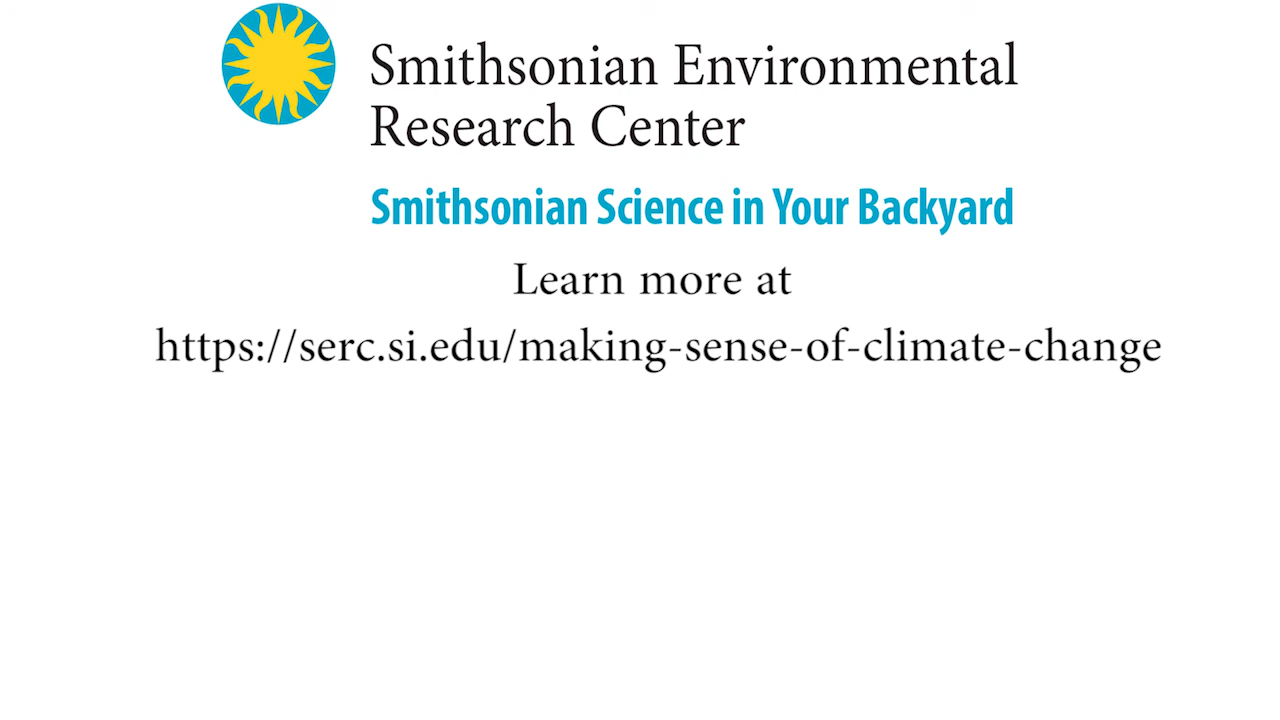 Smithsonian Environmental
Research Center
Smithsonian Science in Your Backyard
Learn more at
https://serc.si.edu/making-sense-of-climate-change